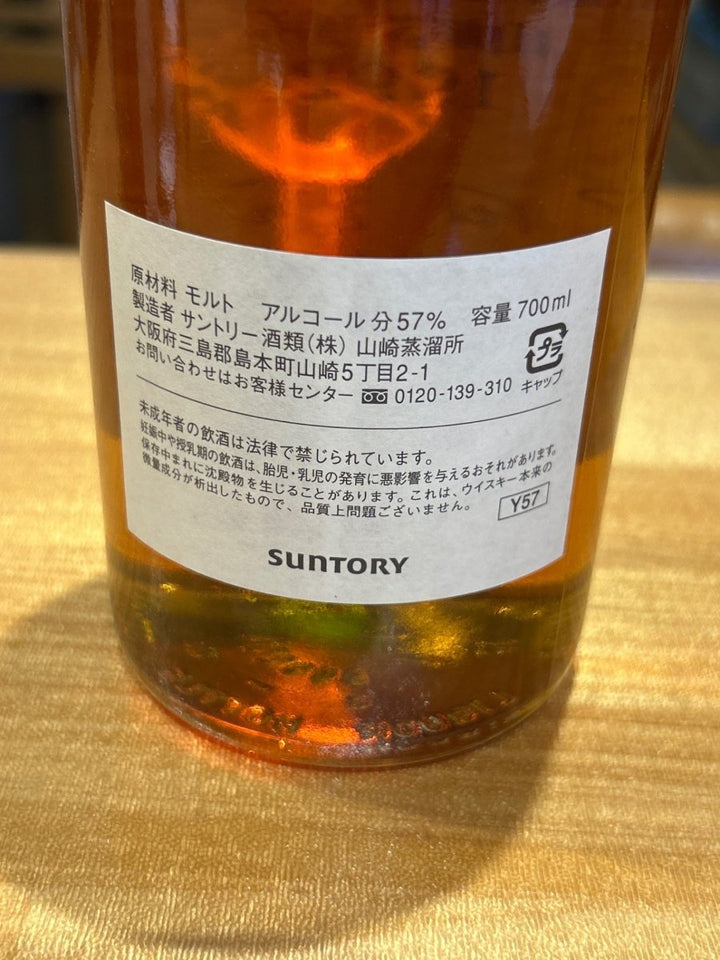 原材料 モルト アルコール分57% 容量700ml
製造者 サントリー酒類(株) 山崎蒸溜所
大阪府三島郡島本町山崎5丁目2-1
お問い合わせはお客様センター 0120-139-310
プラ
キャップ
未成年者の飲酒は法律で禁じられています。
妊娠中や授乳期の飲酒は、胎児・乳児の発育に悪影響を与えるおそれがあります。
保存中まれに沈殿物を生じることがあります。これは、ウイスキー本来の
微量成分が析出したもので、品質上問題ございません。
Y57
SUNTORY